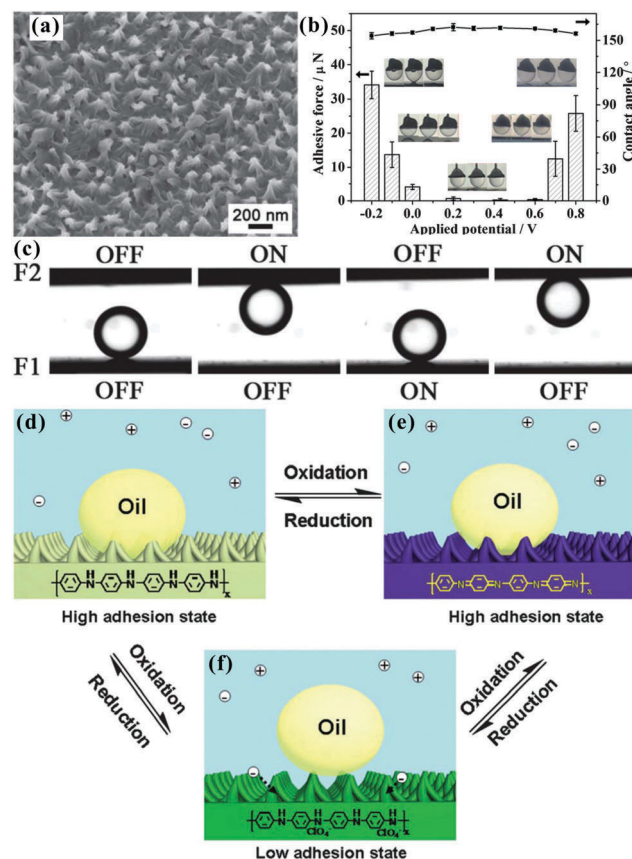 (a)
200 nm
(b)
Adhesive force / μ N
50
40
30
20
10
0
Contact angle / °
150
120
90
60
30
0
-0.2
0.0
0.2
0.4
0.6
0.8
Applied potential / V
(c)
OFF
ON
OFF
ON
F2
F1
OFF
OFF
ON
OFF
(d)
Oil
H
N
H
N
H
N
H
N
x
High adhesion state
Oxidation
Reduction
(e)
Oil
N
N
N
N
x
High adhesion state
Oxidation
Reduction
(f)
Oil
H
N
H
N
H
N
H
N
ClO₄⁻
ClO₄⁻
x
Low adhesion state
Oxidation
Reduction